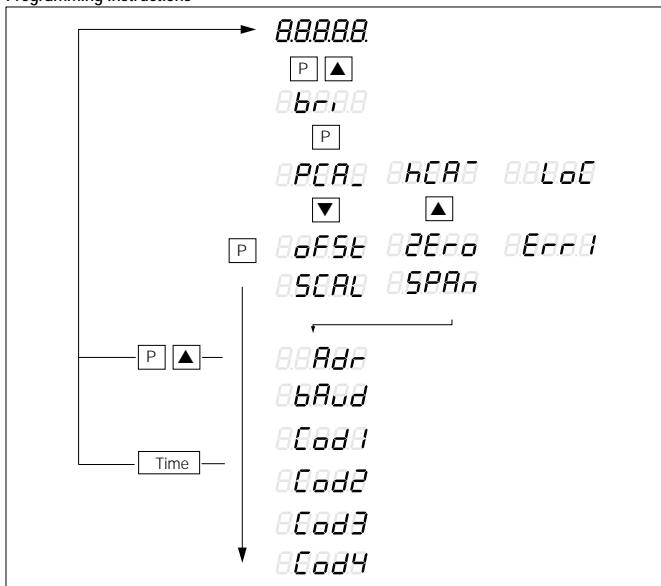 Programming instructions
8.8.8.8.8.
P ▲
bri
P
PCA_ hCA¯ LoC
▼ ▲
P oFSt ZEro Err1
SCAL SPAn
P ▲ Adr
bAud
Cod1
Time Cod2
Cod3
Cod4